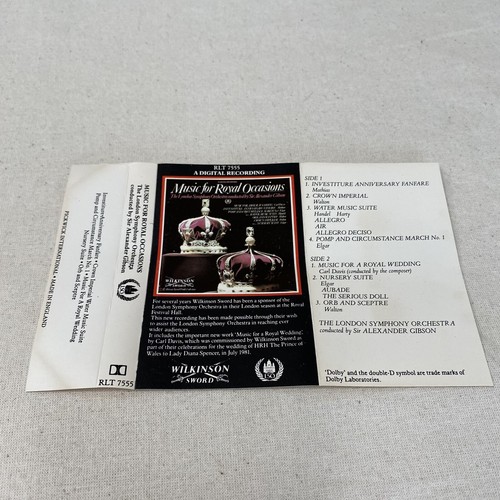 Investiture Anniversary Fanfare • Crown Imperial Water Music Suite
Pomp and Circumstance March No. 1 • Music For A Royal Wedding
Nursery suite • Orb and Sceptre
PICKWICK INTERNATIONAL • MADE IN ENGLAND
MUSIC FOR ROYAL OCCASIONS
The London Symphony Orchestra
conducted by Sir Alexander Gibson
RLT 7555
RLT 7555
A DIGITAL RECORDING
Music for Royal Occasions
The London Symphony Orchestra conducted by Sir Alexander Gibson
WILKINSON
SWORD
For several years Wilkinson Sword has been a sponsor of the
London Symphony Orchestra in their London season at the Royal
Festival Hall.
This new recording has been made possible through their wish
to assist the London Symphony Orchestra in reaching ever
wider audiences.
It includes the important new work 'Music for a Royal Wedding',
by Carl Davis, which was commissioned by Wilkinson Sword as
part of their celebrations for the wedding of HRH The Prince of
Wales to Lady Diana Spencer, in July 1981.
WILKINSON
SWORD
LSO
SIDE 1
1. INVESTITURE ANNIVERSARY FANFARE
Mathias
2. CROWN IMPERIAL
Walton
3. WATER MUSIC SUITE
Handel Harty
ALLEGRO
AIR
ALLEGRO DECISO
4. POMP AND CIRCUMSTANCE MARCH No. 1
Elgar
SIDE 2
1. MUSIC FOR A ROYAL WEDDING
Carl Davis (conducted by the composer)
2. NURSERY SUITE
Elgar
AUBADE
THE SERIOUS DOLL
3. ORB AND SCEPTRE
Walton
THE LONDON SYMPHONY ORCHESTRA
conducted by Sir ALEXANDER GIBSON
'Dolby' and the double-D symbol are trade marks of
Dolby Laboratories.